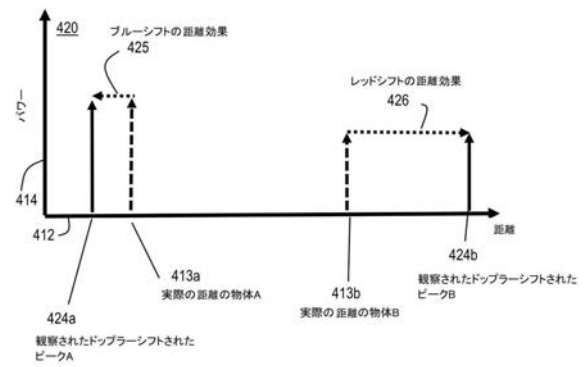 420
ブルーシフトの距離効果
425
レッドシフトの距離効果
426
パワー
414
412
距離
413a
実際の距離の物体A
413b
実際の距離の物体B
424b
観察されたドップラーシフトされた
ピークB
424a
観察されたドップラーシフトされた
ピークA